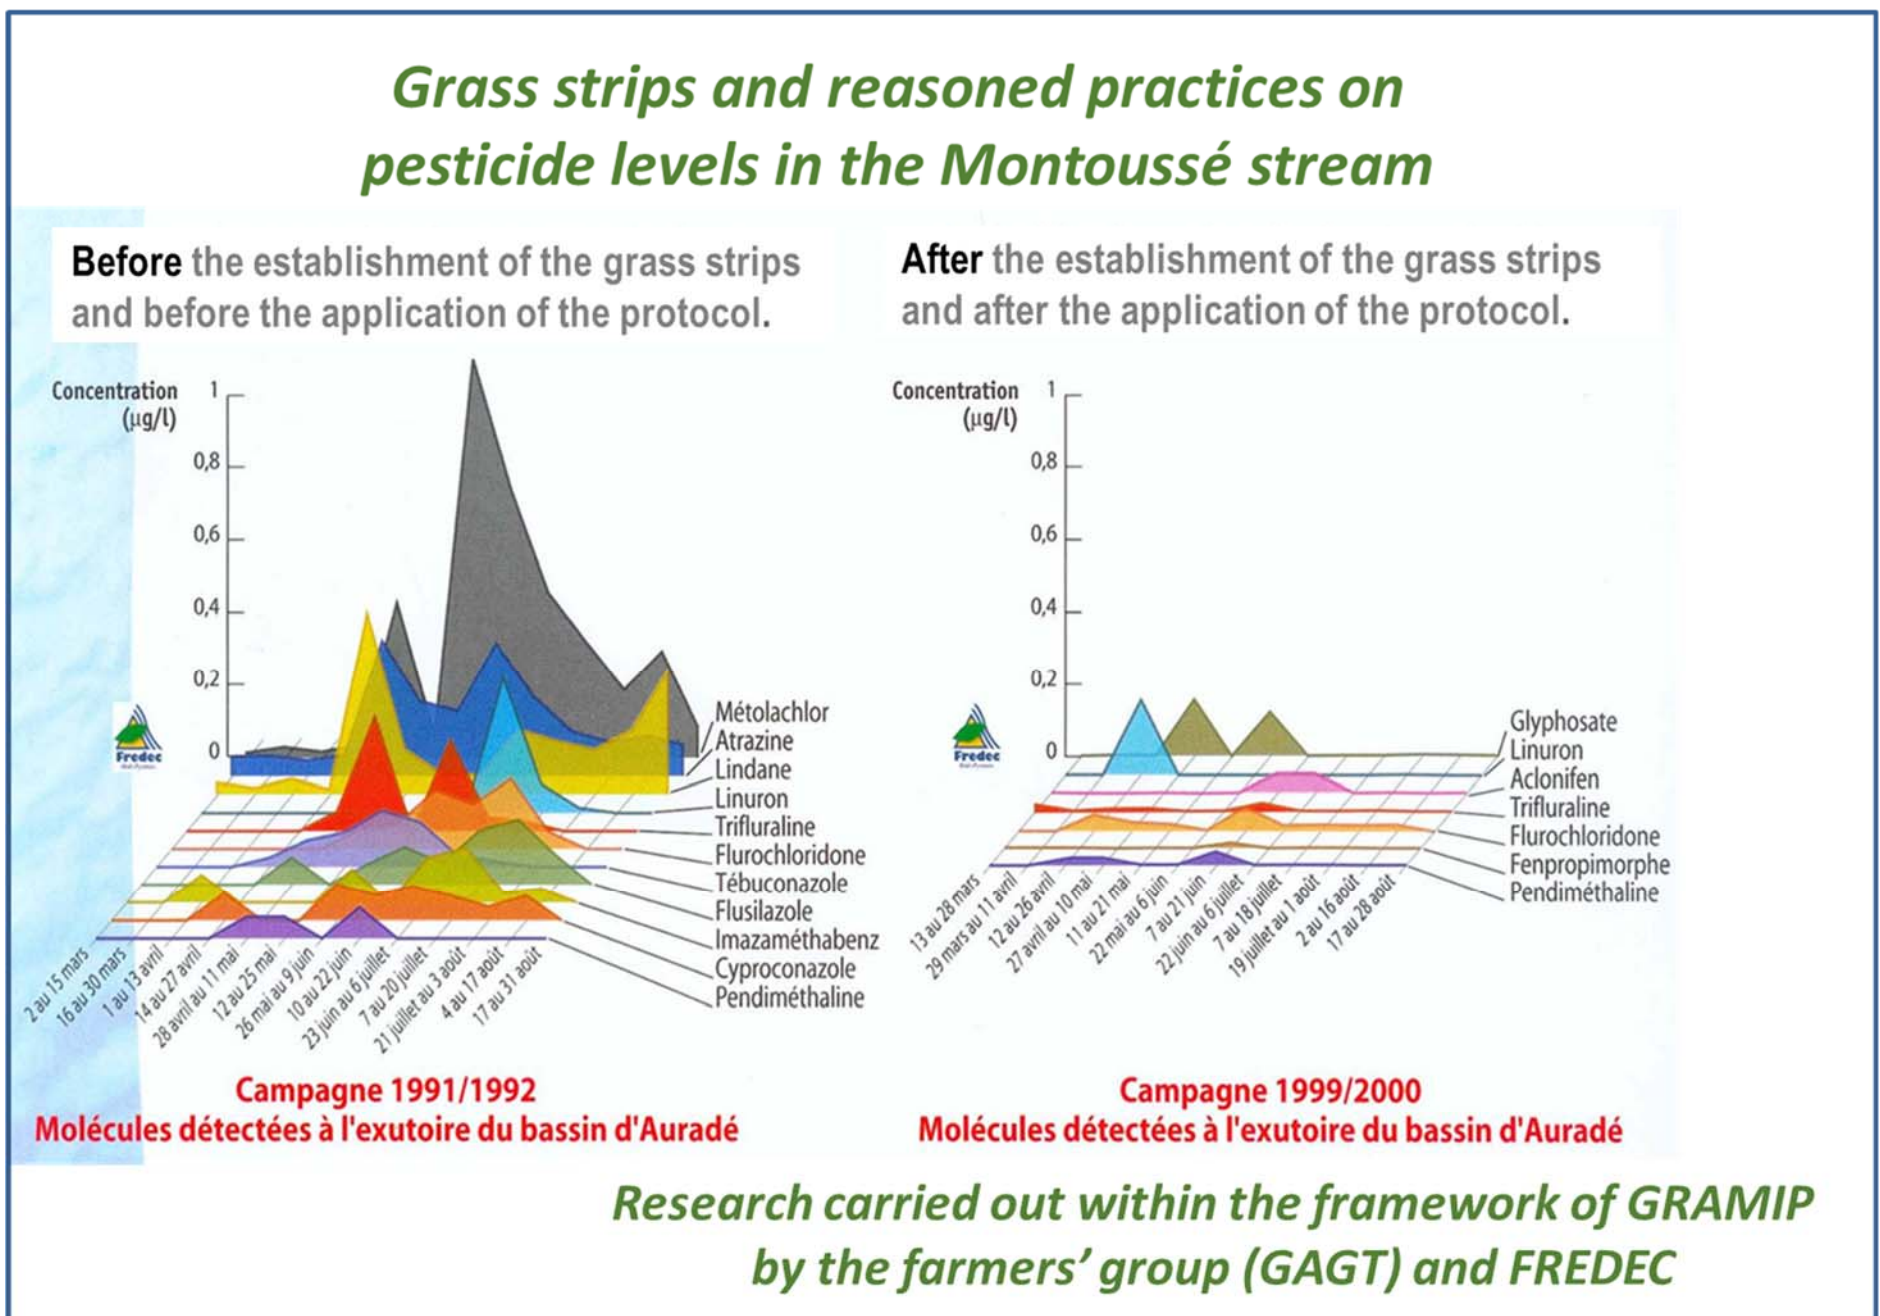 Grass strips and reasoned practices on
pesticide levels in the Montoussé stream
Before the establishment of the grass strips
and before the application of the protocol.
Concentration
(µg/l)
1
0,8
0,6
0,4
0,2
0
Fredec
Métolachlor
Atrazine
Lindane
Linuron
Trifluraline
Flurochloridone
Tébuconazole
Flusilazole
Imazaméthabenz
Cyproconazole
Pendiméthaline
2 au 15 mars
16 au 30 mars
1 au 13 avril
14 au 27 avril
28 avril au 11 mai
12 au 25 mai
26 mai au 9 juin
10 au 22 juin
23 juin au 6 juillet
7 au 20 juillet
21 juillet au 3 août
4 au 17 août
17 au 31 août
Campagne 1991/1992
Molécules détectées à l'exutoire du bassin d'Auradé
After the establishment of the grass strips
and after the application of the protocol.
Concentration
(µg/l)
1
0,8
0,6
0,4
0,2
0
Fredec
Glyphosate
Linuron
Aclonifen
Trifluraline
Flurochloridone
Fenpropimorphe
Pendiméthaline
13 au 28 mars
29 mars au 11 avril
12 au 26 avril
27 avril au 10 mai
11 au 21 mai
22 mai au 6 juin
7 au 21 juin
22 juin au 6 juillet
7 au 18 juillet
19 juillet au 1 août
2 au 16 août
17 au 28 août
Campagne 1999/2000
Molécules détectées à l'exutoire du bassin d'Auradé
Research carried out within the framework of GRAMIP
by the farmers' group (GAGT) and FREDEC